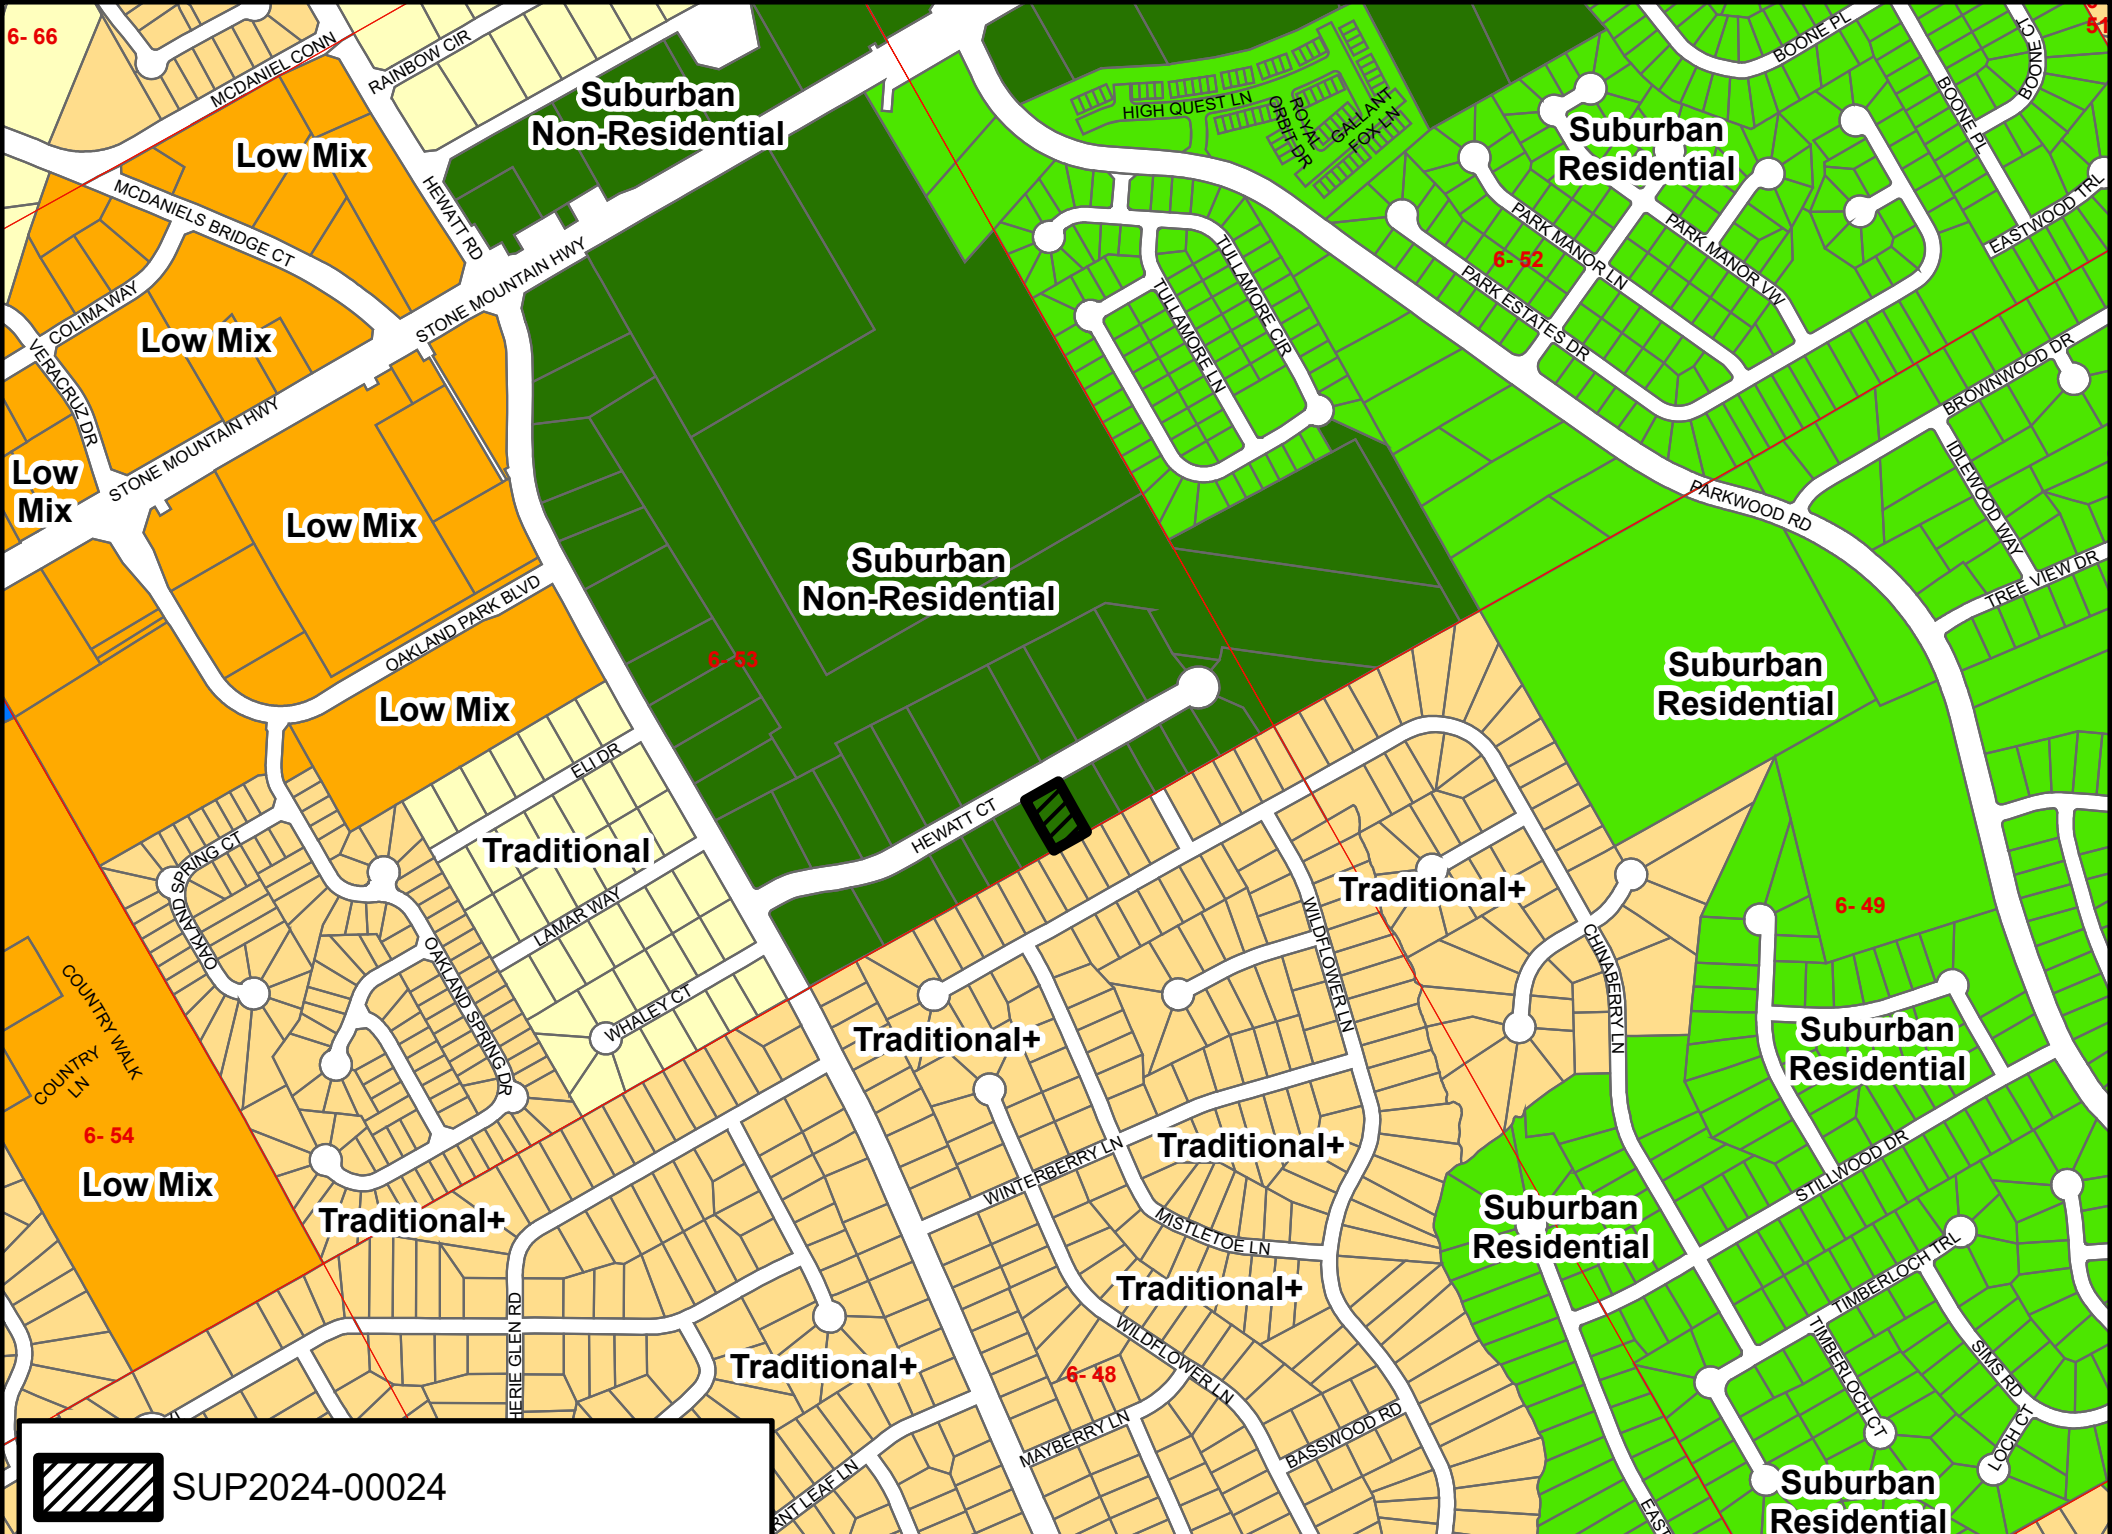 6- 66
MCDANIEL CONN
RAINBOW CIR
Suburban
Non-Residential
HIGH QUEST LN
ROYAL
ORBIT DR
GALLANT
FOX LN
Suburban
Residential
BOONE PL
BOONE CT
BOONE PL
51
EASTWOOD TRL
Low Mix
HEWATT RD
MCDANIELS BRIDGE CT
STONE MOUNTAIN HWY
COLIMA WAY
Low Mix
VERACRUZ DR
STONE MOUNTAIN HWY
Low
Mix
Low Mix
TULLAMORE CIR
TULLAMORE LN
PARK MANOR LN
PARK MANOR VW
6- 52
PARK ESTATES DR
BROWNWOOD DR
IDLEWOOD WAY
PARKWOOD RD
TREE VIEW DR
Suburban
Non-Residential
OAKLAND PARK BLVD
6- 53
Low Mix
Suburban
Residential
ELI DR
HEWATT CT
Traditional
LAMAR WAY
WHALEY CT
OAKLAND SPRING CT
OAKLAND SPRING DR
COUNTRY WALK
COUNTRY
LN
6- 54
Low Mix
Traditional+
WILDFLOWER LN
CHINABERRY LN
6- 49
Traditional+
Suburban
Residential
Traditional+
WINTERBERRY LN
MISTLETOE LN
STILLWOOD DR
Traditional+
Suburban
Residential
Traditional+
TIMBERLOCH TRL
TIMBERLOCH CT
SIMS RD
LOCH CT
HERIE GLEN RD
Traditional+
6- 48
WILDFLOWER LN
MAYBERRY LN
BASSWOOD RD
RNT LEAF LN
EAST
Suburban
Residential
SUP2024-00024